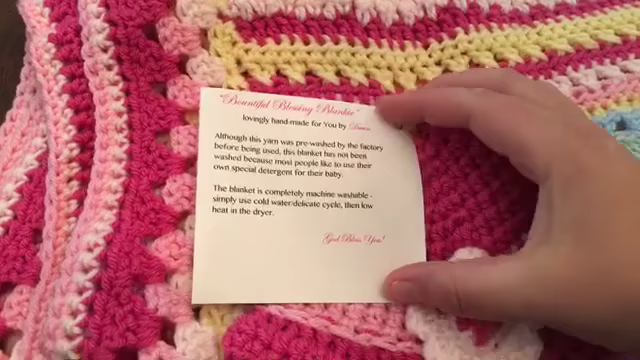 "Bountiful Blessing Blankie"
lovingly hand-made for You by Dawn
Although this yarn was pre-washed by the factory
before being used, this blanket has not been
washed because most people like to use their
own special detergent for their baby.
The blanket is completely machine washable -
simply use cold water/delicate cycle, then low
heat in the dryer.
God Bless You!